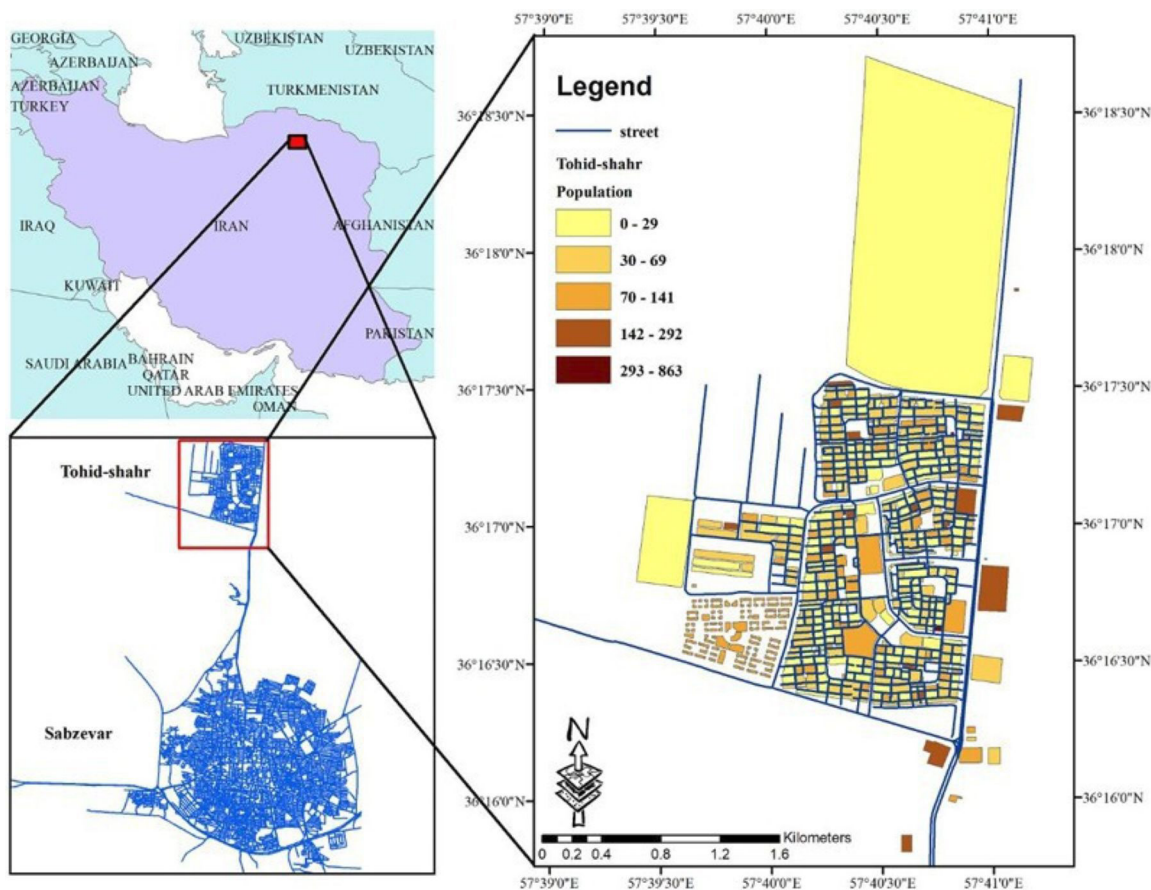 GEORGIA
AZERBAIJAN
AZERBAIJAN
TURKEY
UZBEKISTAN
UZBEKISTAN
TURKMENISTAN
IRAQ
IRAN
AFGHANISTAN
KUWAIT
PAKISTAN
SAUDI ARABIA
BAHRAIN
QATAR
UNITED ARAB EMIRATES
OMAN
Tohid-shahr
Sabzevar
57°39'0"E 57°39'30"E 57°40'0"E 57°40'30"E 57°41'0"E
Legend
street
Tohid-shahr
Population
0 - 29
30 - 69
70 - 141
142 - 292
293 - 863
36°18'30"N
36°18'0"N
36°17'30"N
36°17'0"N
36°16'30"N
36°16'0"N
36°18'30"N
36°18'0"N
36°17'30"N
36°17'0"N
36°16'30"N
36°16'0"N
N
Kilometers
0 0.2 0.4 0.8 1.2 1.6
57°39'0"E 57°39'30"E 57°40'0"E 57°40'30"E 57°41'0"E